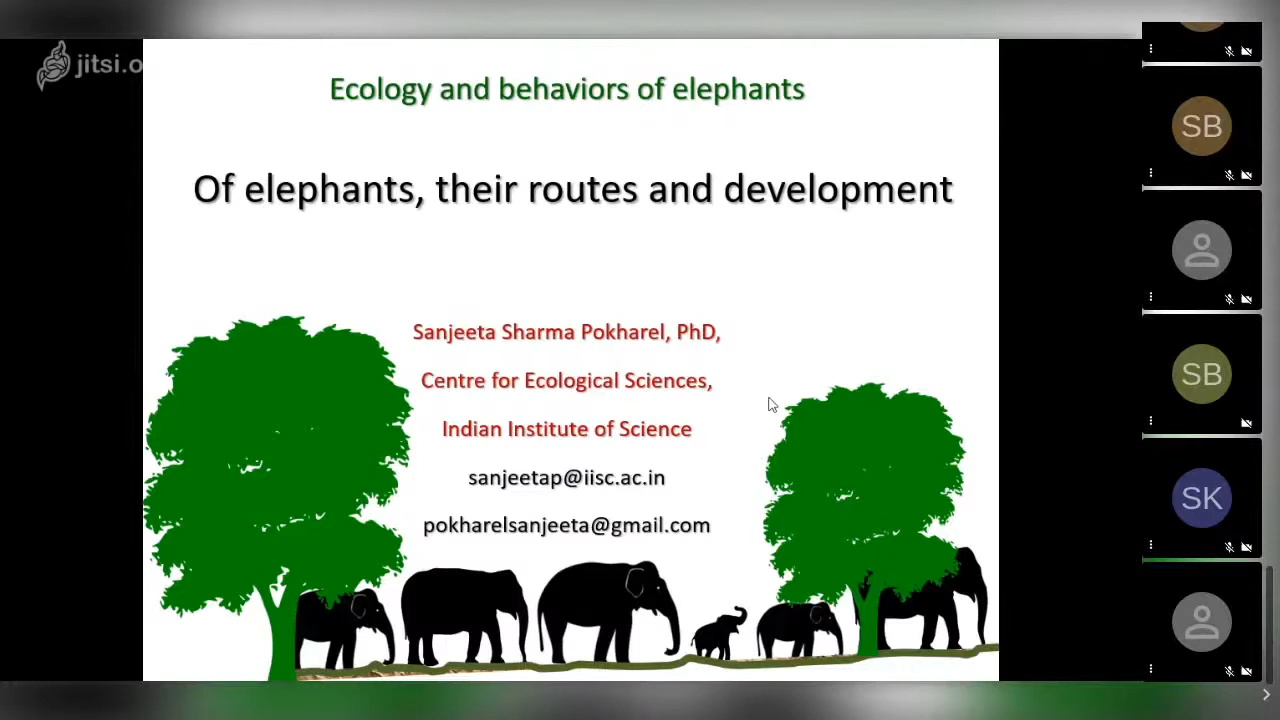 jitsi.o
Ecology and behaviors of elephants
Of elephants, their routes and development
Sanjeeta Sharma Pokharel, PhD,
Centre for Ecological Sciences,
Indian Institute of Science
sanjeetap@iisc.ac.in
pokharelsanjeeta@gmail.com
SB
SB
SK